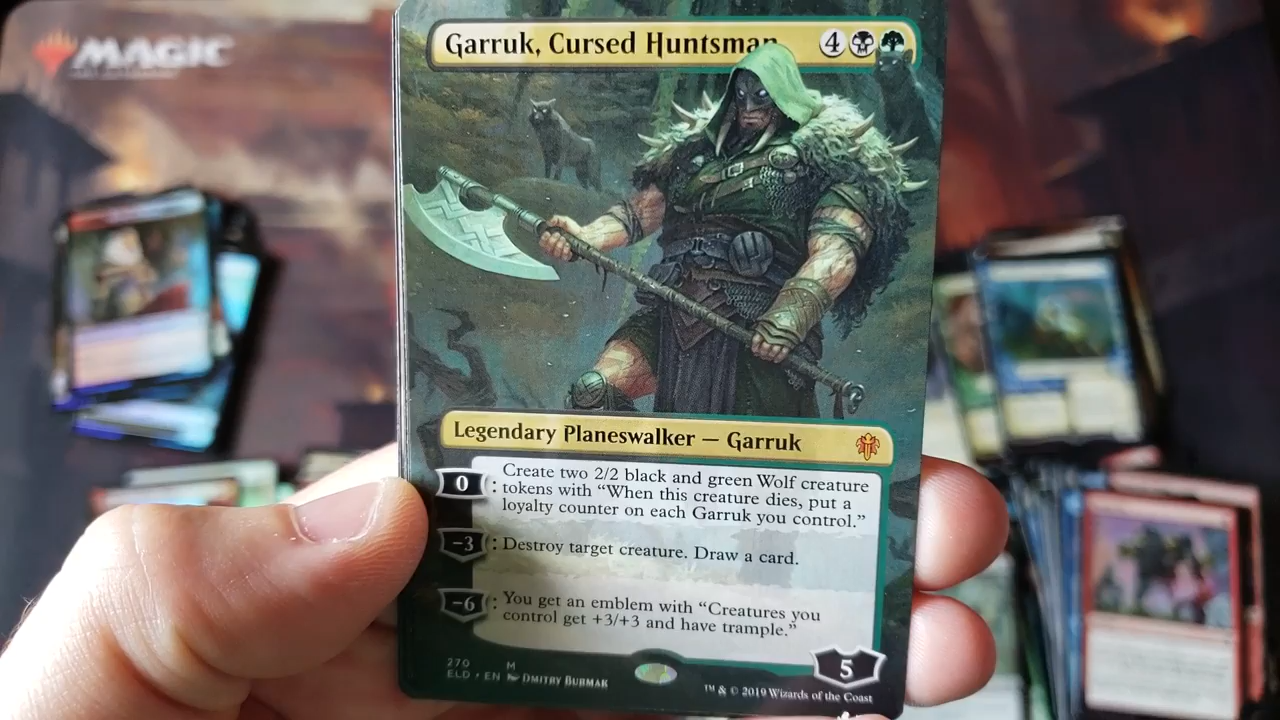 MAGIC
Garruk, Cursed Huntsman
4
Legendary Planeswalker — Garruk
0 : Create two 2/2 black and green Wolf creature
tokens with “When this creature dies, put a
loyalty counter on each Garruk you control.”
−3 : Destroy target creature. Draw a card.
−6 : You get an emblem with “Creatures you
control get +3/+3 and have trample.”
5
270 M
ELD • EN DMITRY BURMAK
™ & © 2019 Wizards of the Coast